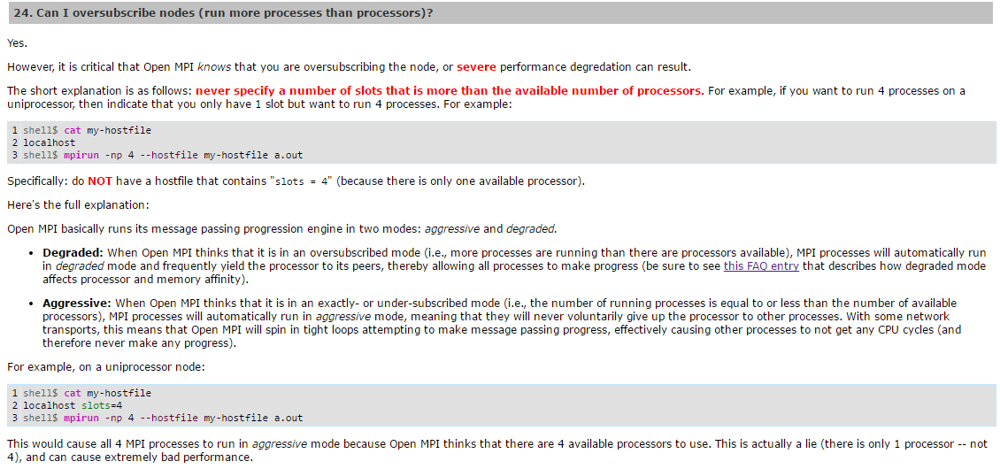 24. Can I oversubscribe nodes (run more processes than processors)?
Yes.
However, it is critical that Open MPI knows that you are oversubscribing the node, or severe performance degredation can result.
The short explanation is as follows: never specify a number of slots that is more than the available number of processors. For example, if you want to run 4 processes on a
uniprocessor, then indicate that you only have 1 slot but want to run 4 processes. For example:
1 shell$ cat my-hostfile
2 localhost
3 shell$ mpirun -np 4 --hostfile my-hostfile a.out
Specifically: do NOT have a hostfile that contains "slots = 4" (because there is only one available processor).
Here's the full explanation:
Open MPI basically runs its message passing progression engine in two modes: aggressive and degraded.
• Degraded: When Open MPI thinks that it is in an oversubscribed mode (i.e., more processes are running than there are processors available), MPI processes will automatically run
in degraded mode and frequently yield the processor to its peers, thereby allowing all processes to make progress (be sure to see this FAQ entry that describes how degraded mode
affects processor and memory affinity).
• Aggressive: When Open MPI thinks that it is in an exactly- or under-subscribed mode (i.e., the number of running processes is equal to or less than the number of available
processors), MPI processes will automatically run in aggressive mode, meaning that they will never voluntarily give up the processor to other processes. With some network
transports, this means that Open MPI will spin in tight loops attempting to make message passing progress, effectively causing other processes to not get any CPU cycles (and
therefore never make any progress).
For example, on a uniprocessor node:
1 shell$ cat my-hostfile
2 localhost slots=4
3 shell$ mpirun -np 4 --hostfile my-hostfile a.out
This would cause all 4 MPI processes to run in aggressive mode because Open MPI thinks that there are 4 available processors to use. This is actually a lie (there is only 1 processor -- not
4), and can cause extremely bad performance.